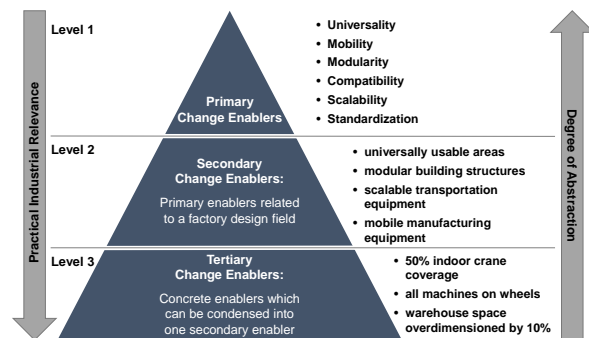 Practical Industrial Relevance
Level 1
Primary
Change Enablers
• Universality
• Mobility
• Modularity
• Compatibility
• Scalability
• Standardization
Level 2
Secondary
Change Enablers:
Primary enablers related
to a factory design field
• universally usable areas
• modular building structures
• scalable transportation
equipment
• mobile manufacturing
equipment
Level 3
Tertiary
Change Enablers:
Concrete enablers which
can be condensed into
one secondary enabler
• 50% indoor crane
coverage
• all machines on wheels
• warehouse space
overdimensioned by 10%
Degree of Abstraction